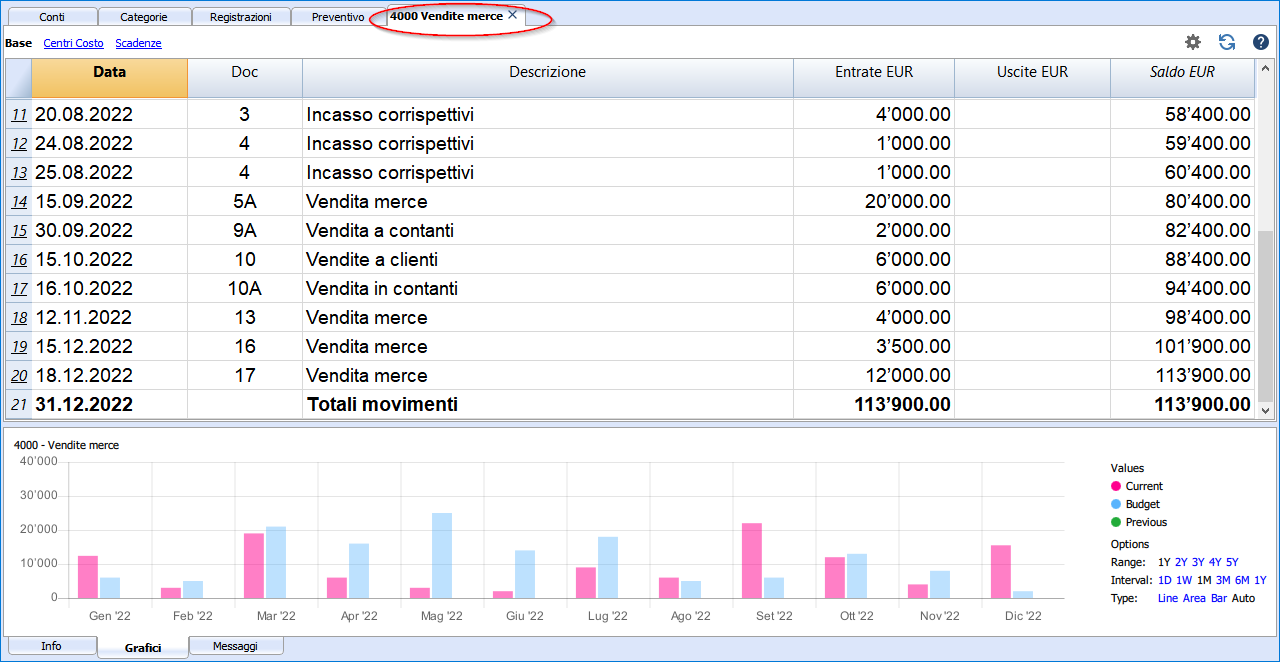 Conti Categorie Registrazioni Preventivo 4000 Vendite merce ✕
Base Centri Costo Scadenze
Data Doc Descrizione Entrate EUR Uscite EUR Saldo EUR
11 20.08.2022 3 Incasso corrispettivi 4’000.00 58’400.00
12 24.08.2022 4 Incasso corrispettivi 1’000.00 59’400.00
13 25.08.2022 4 Incasso corrispettivi 1’000.00 60’400.00
14 15.09.2022 5A Vendita merce 20’000.00 80’400.00
15 30.09.2022 9A Vendita a contanti 2’000.00 82’400.00
16 15.10.2022 10 Vendite a clienti 6’000.00 88’400.00
17 16.10.2022 10A Vendita in contanti 6’000.00 94’400.00
18 12.11.2022 13 Vendita merce 4’000.00 98’400.00
19 15.12.2022 16 Vendita merce 3’500.00 101’900.00
20 18.12.2022 17 Vendita merce 12’000.00 113’900.00
21 31.12.2022 Totali movimenti 113’900.00 113’900.00
4000 - Vendite merce
40’000
30’000
20’000
10’000
0
Gen '22 Feb '22 Mar '22 Apr '22 Mag '22 Giu '22 Lug '22 Ago '22 Set '22 Ott '22 Nov '22 Dic '22
Values
Current
Budget
Previous
Options
Range: 1Y 2Y 3Y 4Y 5Y
Interval: 1D 1W 1M 3M 6M 1Y
Type: Line Area Bar Auto
Info Grafici Messaggi